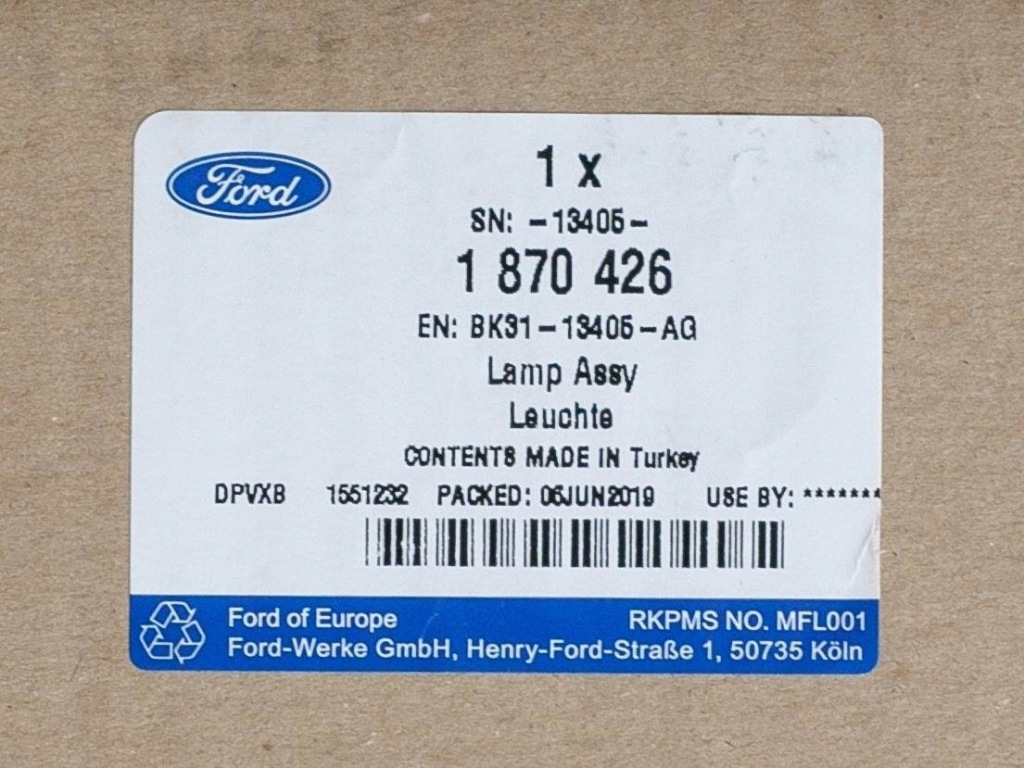 Ford
1 x
SN: -13405-
1 870 426
EN: BK31-13405-AG
Lamp Assy
Leuchte
CONTENTS MADE IN Turkey
DPVXB 1551232 PACKED: 06JUN2019 USE BY: *******
Ford of Europe RKPMS NO. MFL001
Ford-Werke GmbH, Henry-Ford-Straße 1, 50735 Köln